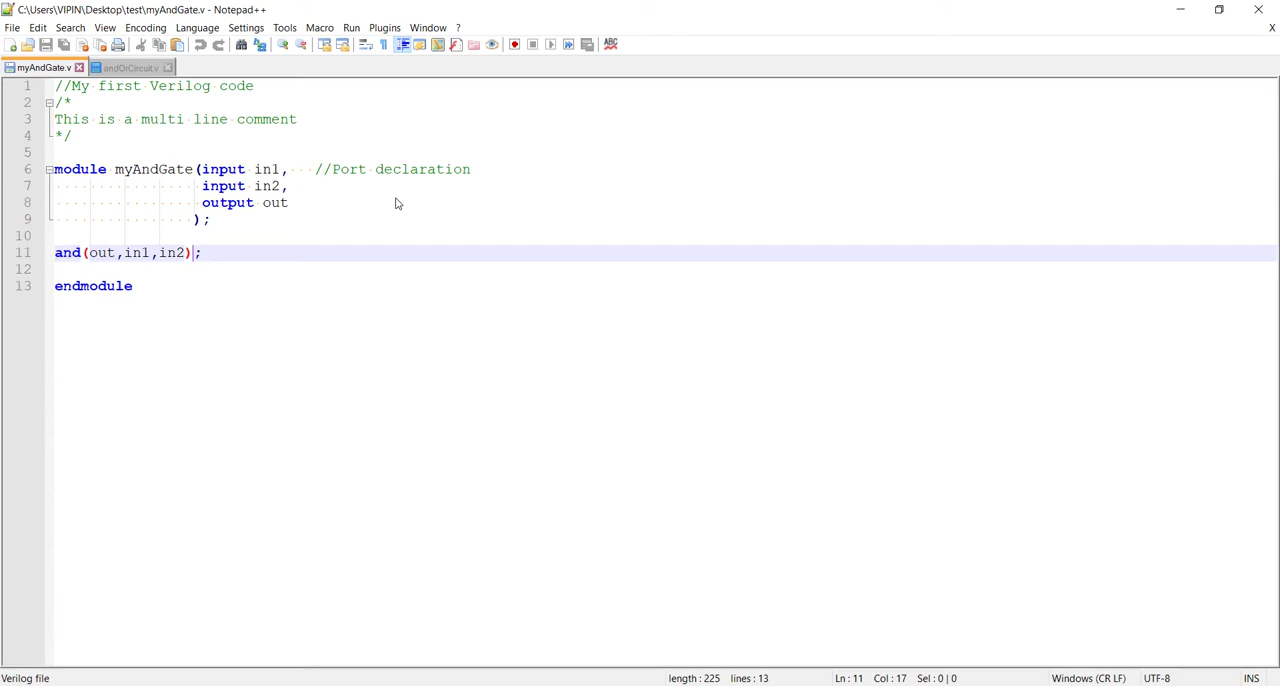 C:\Users\VIPIN\Desktop\test\myAndGate.v - Notepad++
File Edit Search View Encoding Language Settings Tools Macro Run Plugins Window ? X
ABC
myAndGate.v andOrCircuit.v
1 //My first Verilog code
2 /*
3 This is a multi line comment
4 */
5
6 module myAndGate(input in1, //Port declaration
7 input in2,
8 output out
9 );
10
11 and(out,in1,in2);
12
13 endmodule
Verilog file length : 225 lines : 13 Ln : 11 Col : 17 Sel : 0 | 0 Windows (CR LF) UTF-8 INS